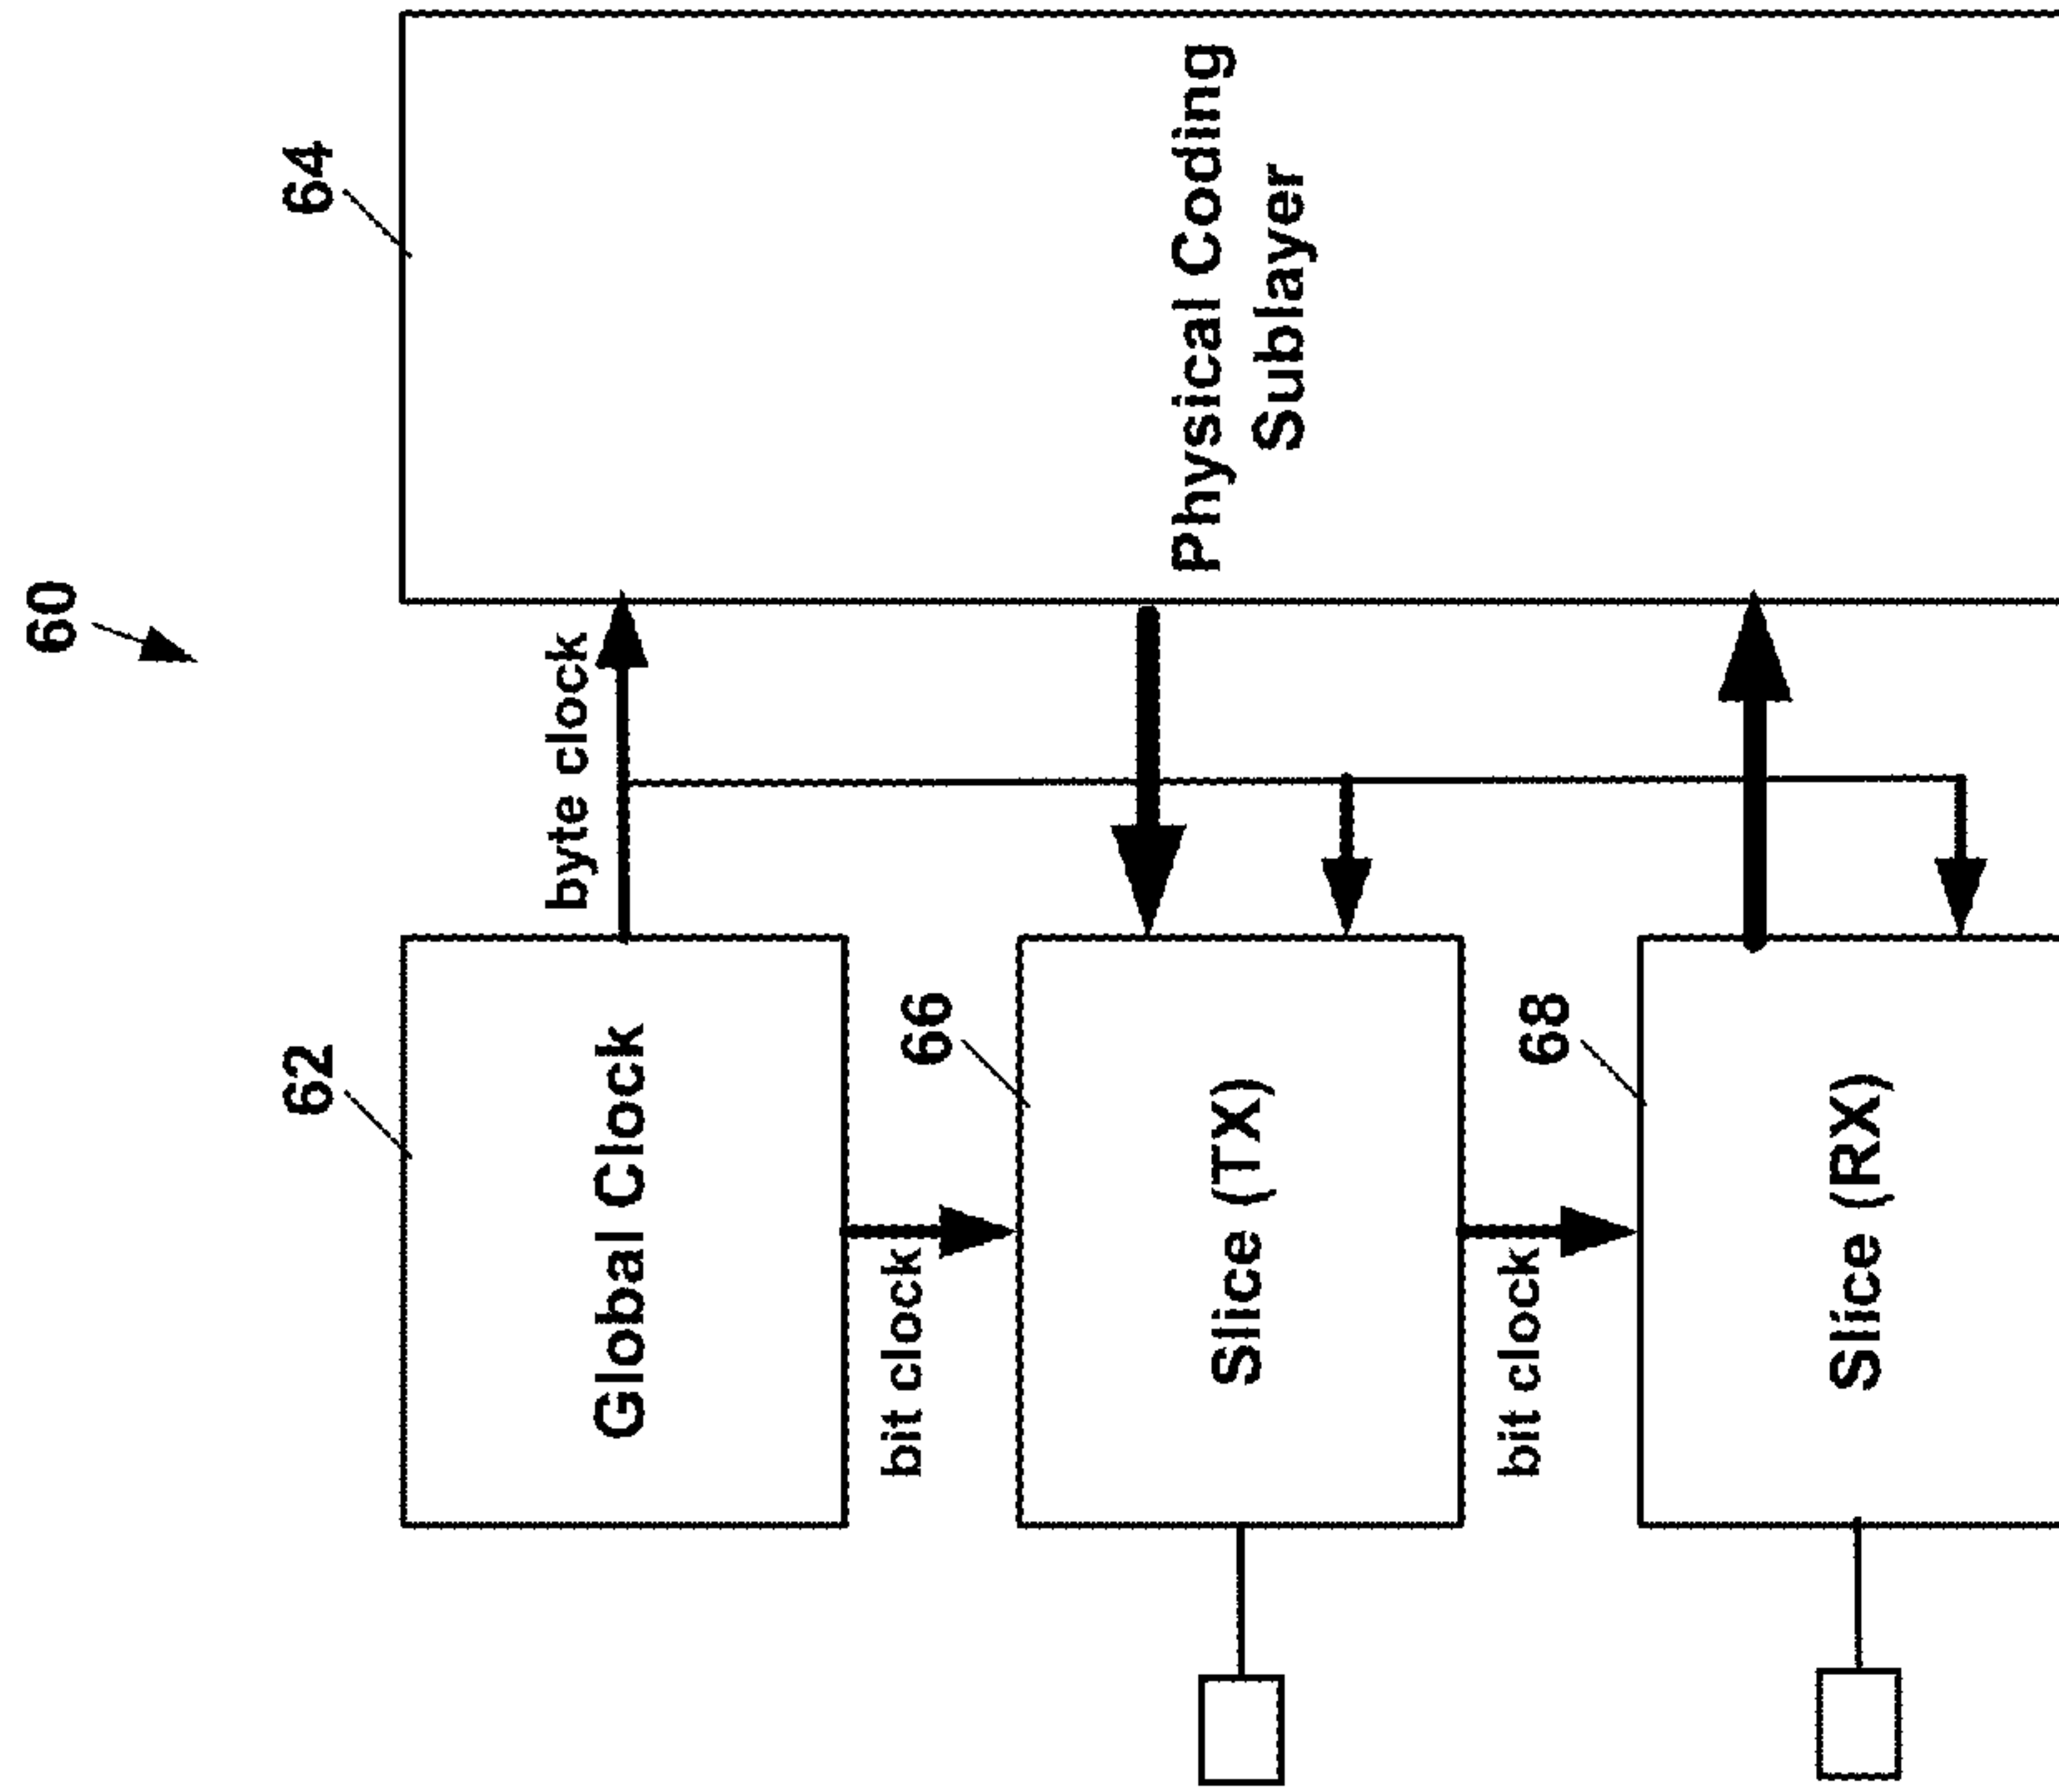 60
64
Physical Coding
Sublayer
byte clock
62
Global Clock
bit clock
66
Slice (TX)
bit clock
68
Slice (RX)